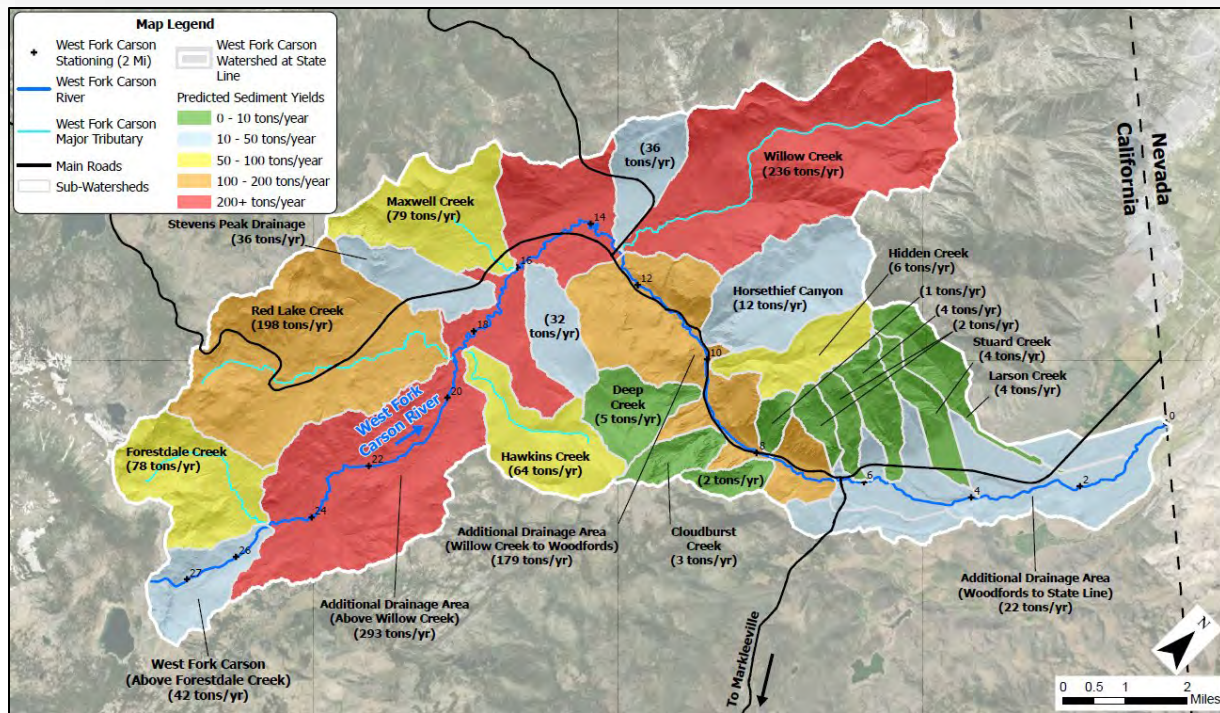 Map Legend
West Fork Carson
Stationing (2 Mi)
West Fork Carson
River
West Fork Carson
Major Tributary
Main Roads
Sub-Watersheds
West Fork Carson
Watershed at State
Line
Predicted Sediment Yields
0 - 10 tons/year
10 - 50 tons/year
50 - 100 tons/year
100 - 200 tons/year
200+ tons/year
Nevada
California
(36
tons/yr)
Willow Creek
(236 tons/yr)
Maxwell Creek
(79 tons/yr)
Stevens Peak Drainage
(36 tons/yr)
14
16
12
Hidden Creek
(6 tons/yr)
Horsethief Canyon
(12 tons/yr)
(1 tons/yr)
(4 tons/yr)
(2 tons/yr)
Red Lake Creek
(198 tons/yr)
18
(32
tons/yr)
10
Stuard Creek
(4 tons/yr)
Larson Creek
(4 tons/yr)
Deep
Creek
(5 tons/yr)
20
West Fork
Carson River
0
Forestdale Creek
(78 tons/yr)
22
Hawkins Creek
(64 tons/yr)
8
(2 tons/yr)
6
4
2
24
26
27
Additional Drainage Area
(Willow Creek to Woodfords)
(179 tons/yr)
Cloudburst
Creek
(3 tons/yr)
Additional Drainage Area
(Woodfords to State Line)
(22 tons/yr)
Additional Drainage Area
(Above Willow Creek)
(293 tons/yr)
West Fork Carson
(Above Forestdale Creek)
(42 tons/yr)
To Markleeville
N
0 0.5 1 2
Miles